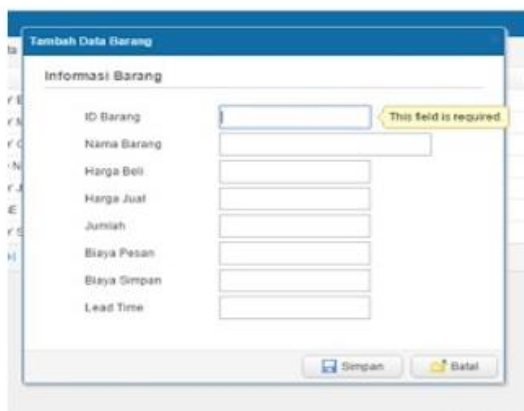 Tambah Data Barang
Informasi Barang
ID Barang
This field is required
Nama Barang
Harga Beli
Harga Jual
Jumlah
Biaya Pesan
Biaya Simpan
Lead Time
Simpan
Batal